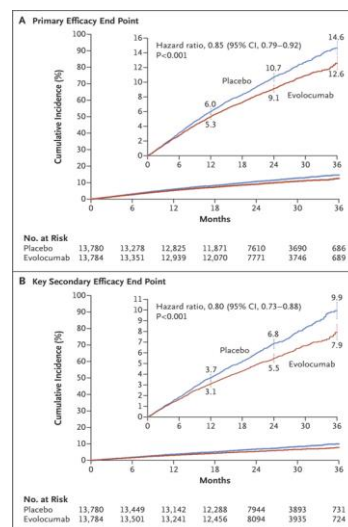 A Primary Efficacy End Point
Cumulative Incidence (%)
100
90
80
70
60
50
40
30
20
10
0
16
14
12
10
8
6
4
2
0
Hazard ratio, 0.85 (95% CI, 0.79–0.92)
P<0.001
14.6
10.7
Placebo
6.0
12.6
9.1
Evolocumab
5.3
0 6 12 18 24 30 36
0 6 12 18 24 30 36
Months
No. at Risk
Placebo 13,780 13,278 12,825 11,871 7610 3690 686
Evolocumab 13,784 13,351 12,939 12,070 7771 3746 689
B Key Secondary Efficacy End Point
Cumulative Incidence (%)
100
90
80
70
60
50
40
30
20
10
0
11
10
9
8
7
6
5
4
3
2
1
0
Hazard ratio, 0.80 (95% CI, 0.73–0.88)
P<0.001
9.9
6.8
Placebo
3.7
7.9
5.5
Evolocumab
3.1
0 6 12 18 24 30 36
0 6 12 18 24 30 36
Months
No. at Risk
Placebo 13,780 13,449 13,142 12,288 7944 3893 731
Evolocumab 13,784 13,501 13,241 12,456 8094 3935 724